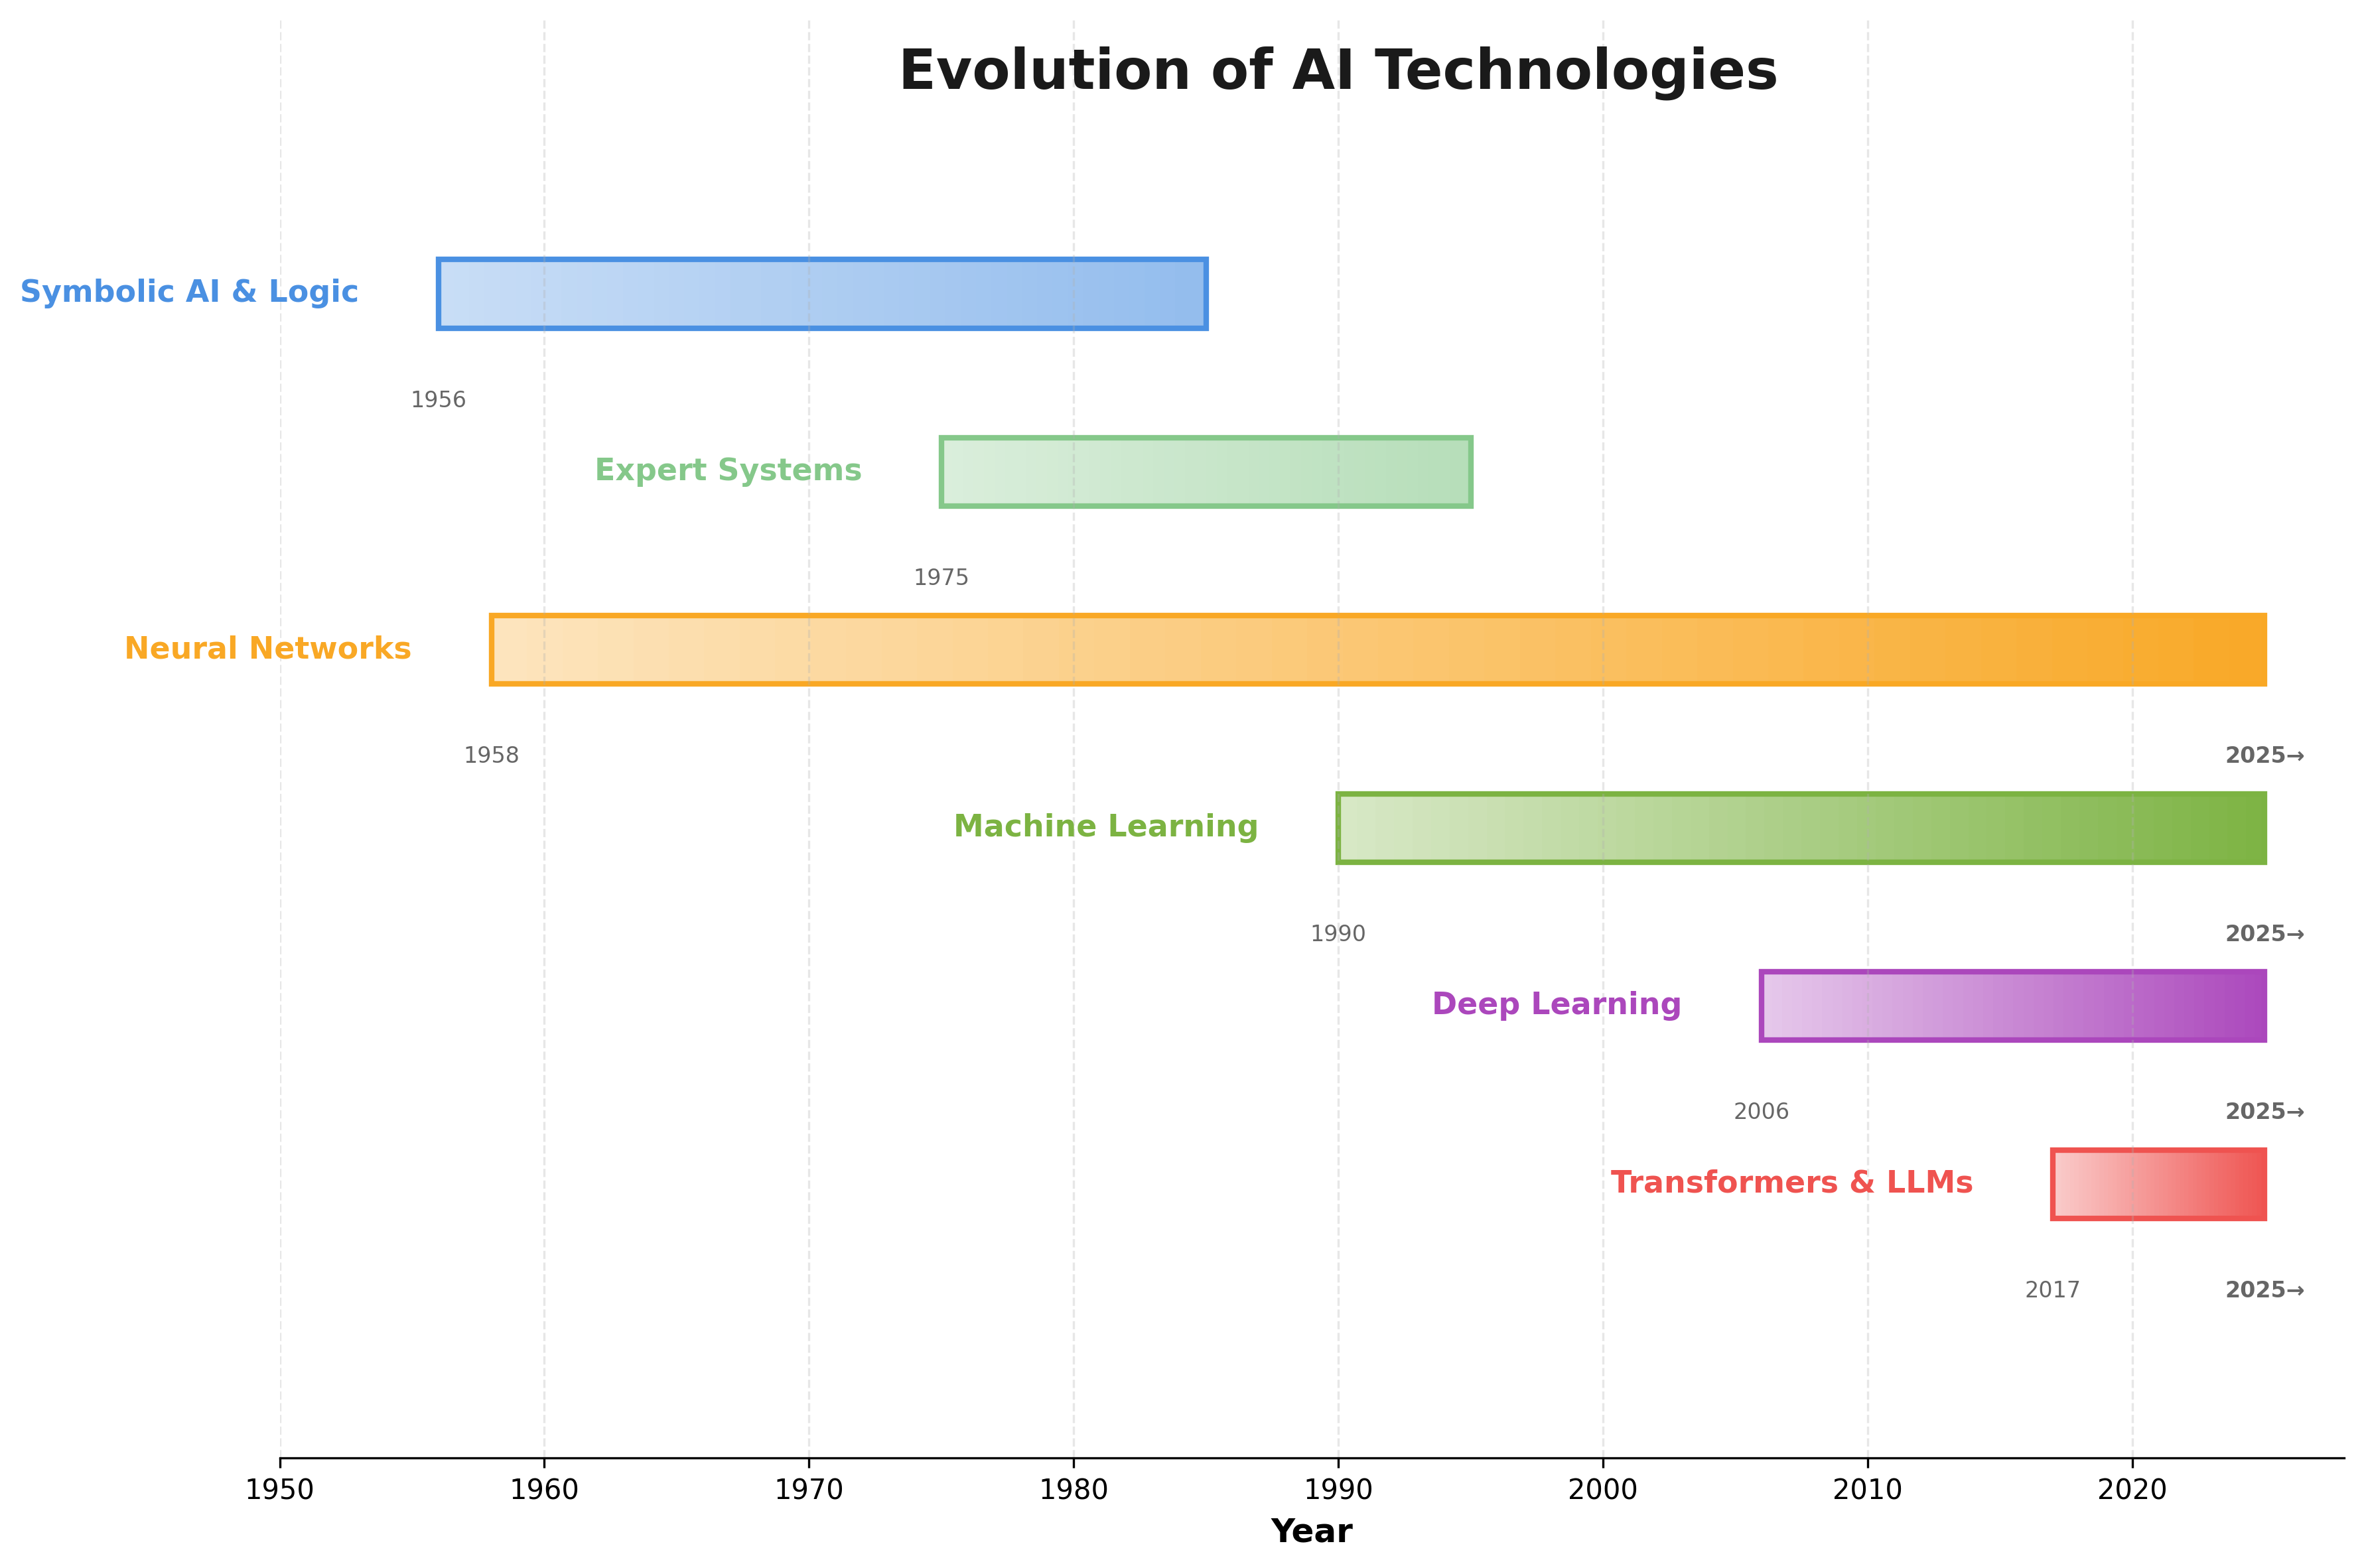 Evolution of AI Technologies
Symbolic AI & Logic
1956
Expert Systems
1975
Neural Networks
1958
2025→
Machine Learning
1990
2025→
Deep Learning
2006
2025→
Transformers & LLMs
2017
2025→
1950 1960 1970 1980 1990 2000 2010 2020
Year